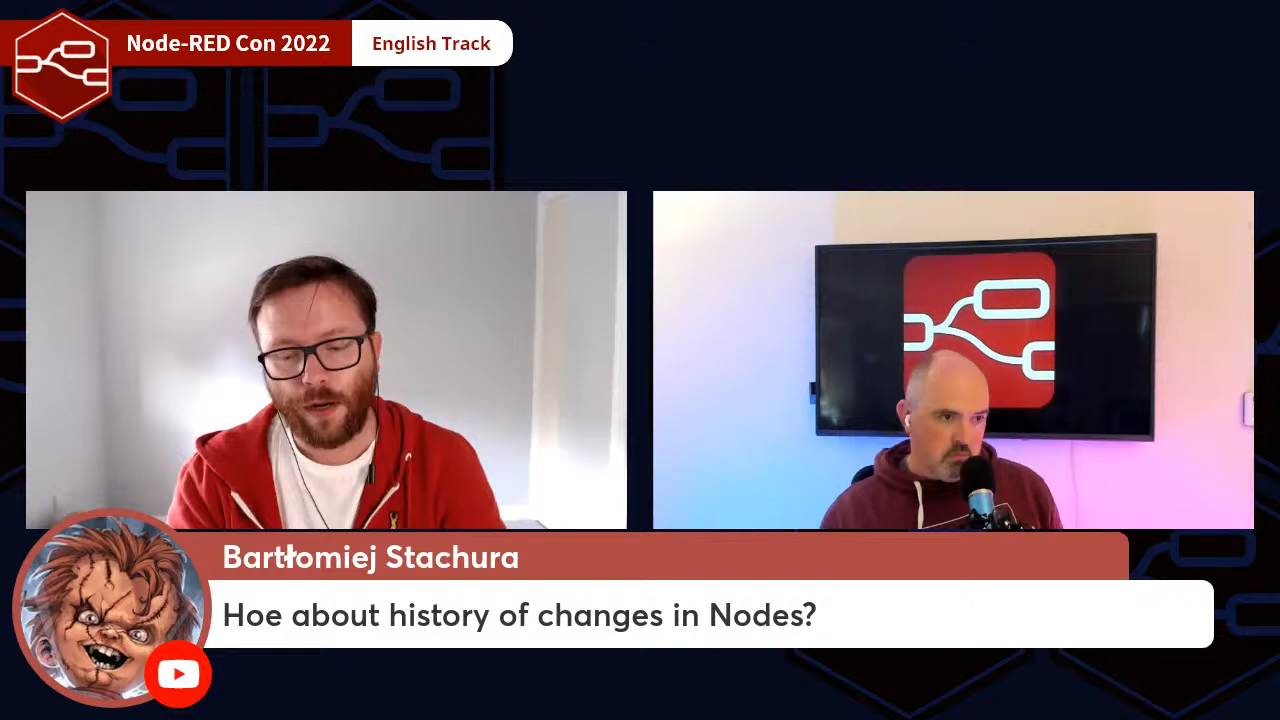 Node-RED Con 2022
English Track
Bartłomiej Stachura
Hoe about history of changes in Nodes?